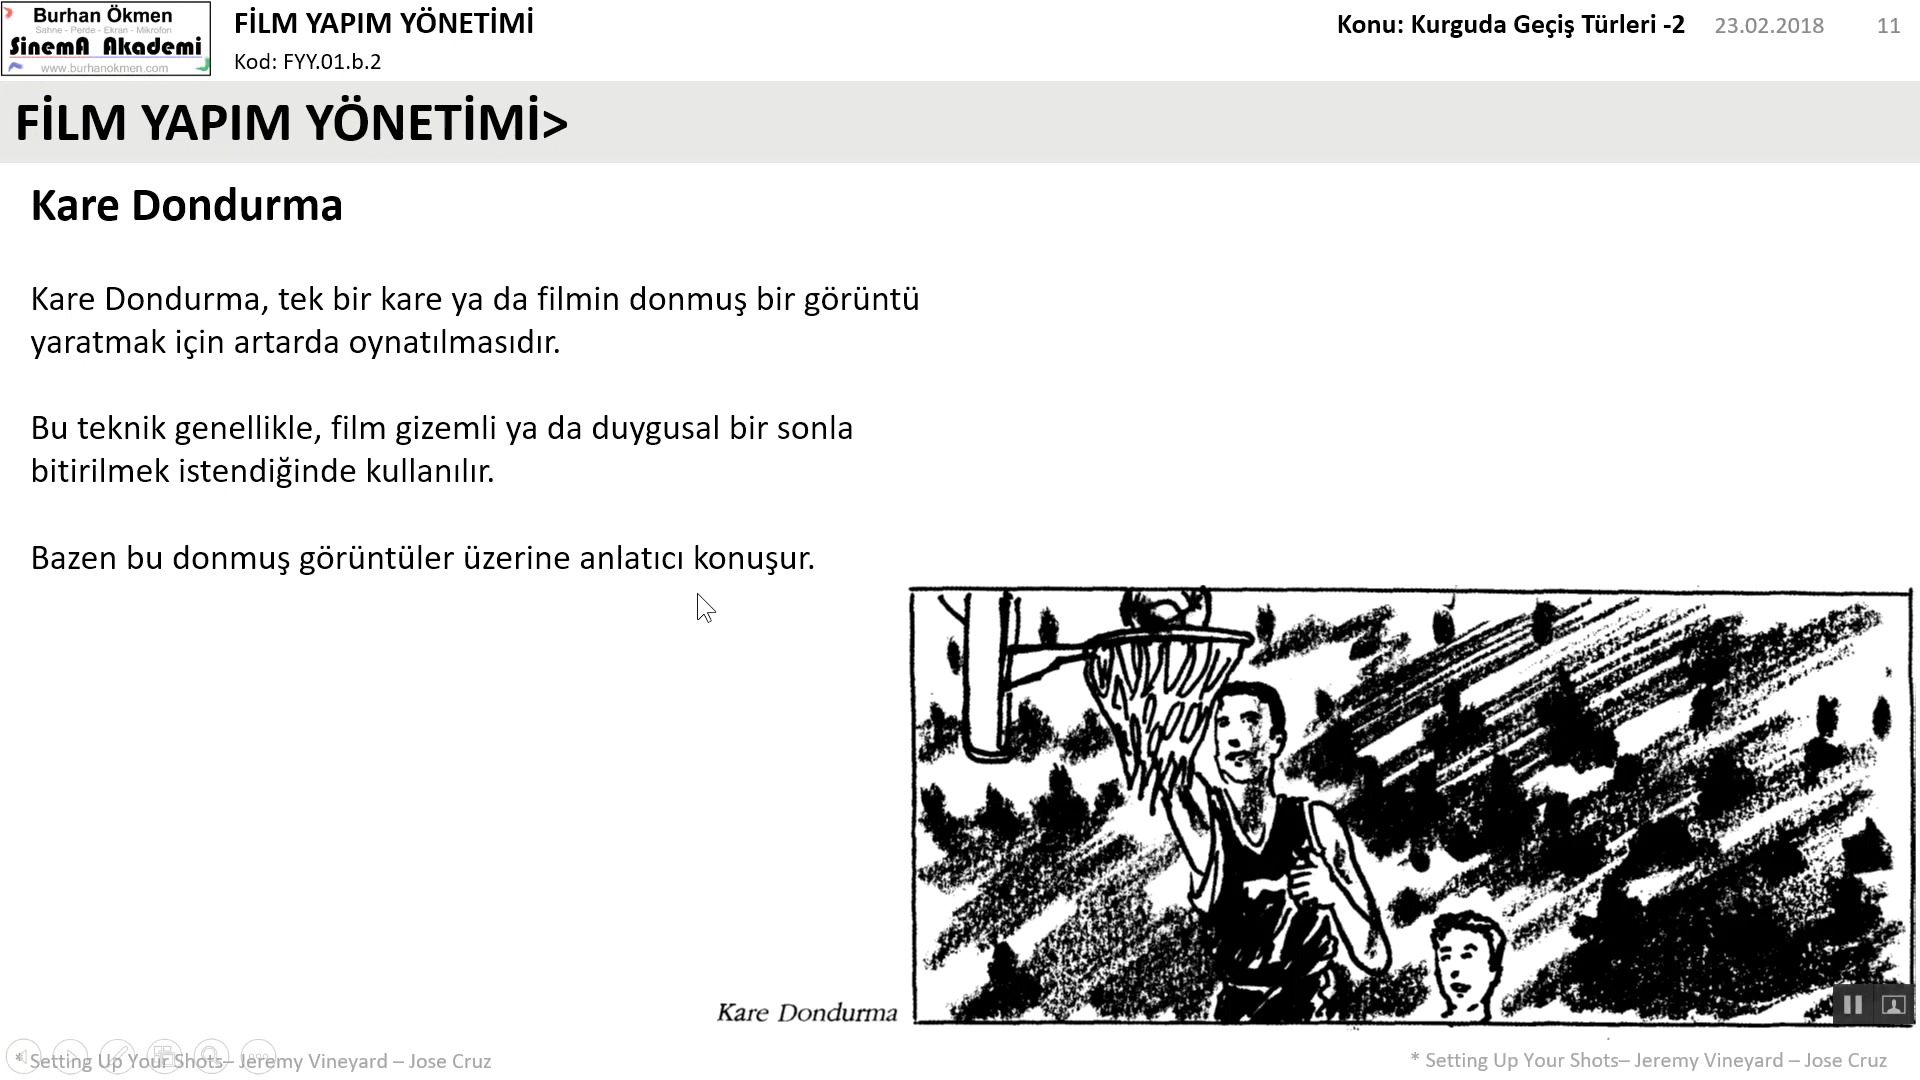 Burhan Ökmen
Sahne - Perde - Ekran - Mikrofon
SinemA Akademi
www.burhanokmen.com
FİLM YAPIM YÖNETİMİ
Kod: FYY.01.b.2
Konu: Kurguda Geçiş Türleri -2 23.02.2018 11
FİLM YAPIM YÖNETİMİ>
Kare Dondurma
Kare Dondurma, tek bir kare ya da filmin donmuş bir görüntü
yaratmak için artarda oynatılmasıdır.
Bu teknik genellikle, film gizemli ya da duygusal bir sonla
bitirilmek istendiğinde kullanılır.
Bazen bu donmuş görüntüler üzerine anlatıcı konuşur.
Kare Dondurma
* Setting Up Your Shots– Jeremy Vineyard – Jose Cruz
* Setting Up Your Shots– Jeremy Vineyard – Jose Cruz